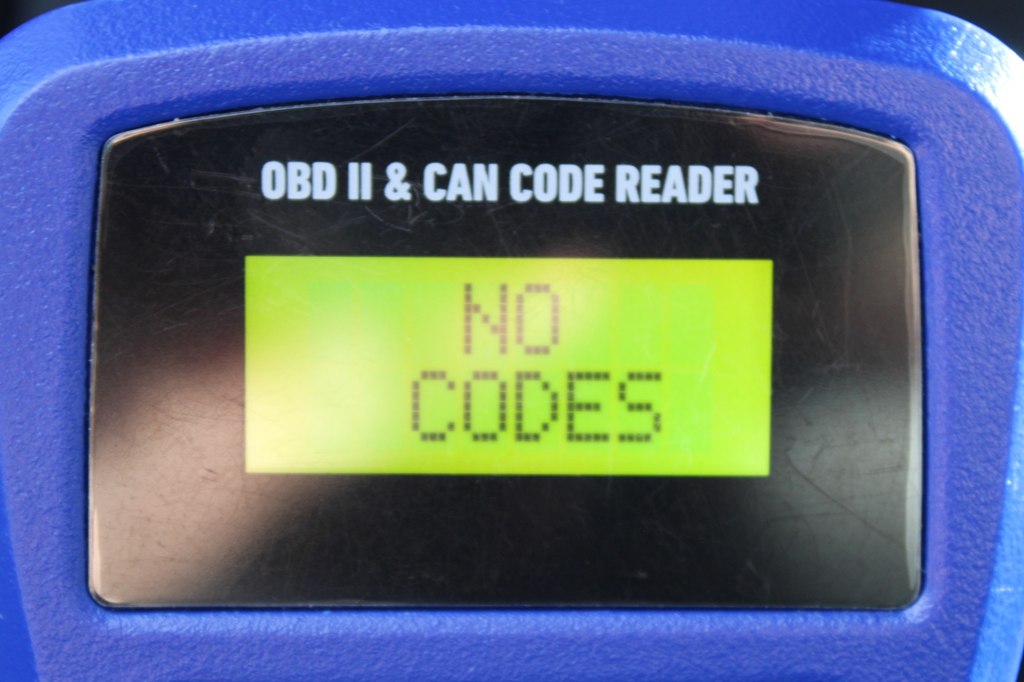 OBD II & CAN CODE READER
NO
CODES